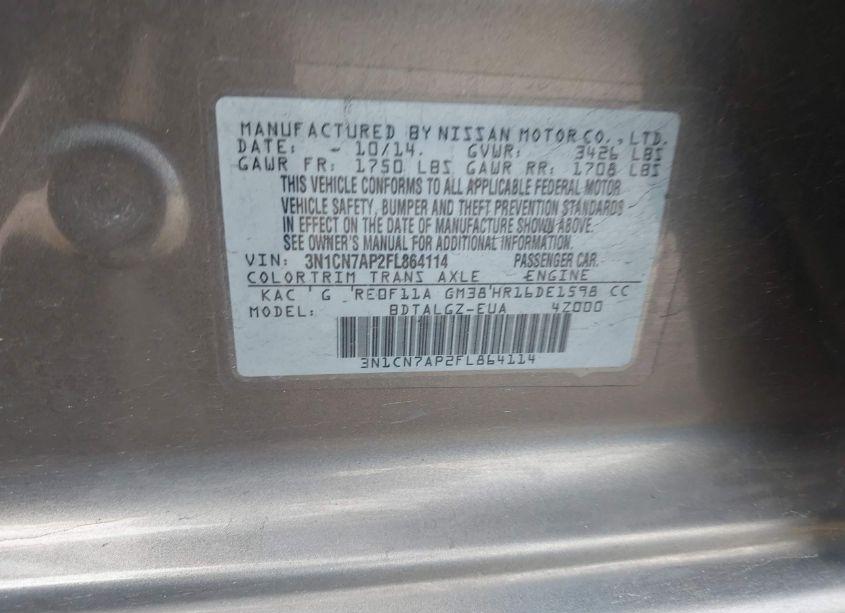 MANUFACTURED BY NISSAN MOTOR CO., LTD.
DATE: - 10/14. GVWR: 3426 LBS
GAWR FR: 1750 LBS GAWR RR: 1708 LBS
THIS VEHICLE CONFORMS TO ALL APPLICABLE FEDERAL MOTOR
VEHICLE SAFETY, BUMPER AND THEFT PREVENTION STANDARDS
IN EFFECT ON THE DATE OF MANUFACTURE SHOWN ABOVE.
SEE OWNER'S MANUAL FOR ADDITIONAL INFORMATION.
VIN: 3N1CN7AP2FL864114 PASSENGER CAR
COLOR TRIM TRANS AXLE ENGINE
KAC 'G 'RE0F11A GM38'HR16DE1598 CC
MODEL: BDTALGZ-EUA 4Z000
3N1CN7AP2FL864114